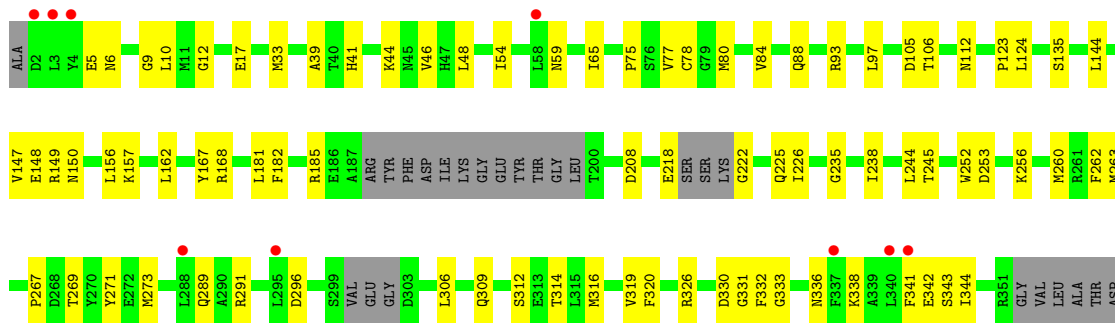 ALA D2 L3 Y4 E5 N6 G9 L10 M11 G12 E17 M33 A39 T40 H41 K44 N45 V46 H47 L48 I54 L58 N59 I65 P75 S76 V77 C78 G79 M80 V84 Q88 R93 L97 D105 T106 N112 P123 L124 S135 L144
V147 E148 R149 N150 L156 K157 L162 Y167 R168 L181 F182 R185 E186 A187 ARG TYR PHE ASP ILE LYS GLY GLU TYR THR GLY LEU T200 D208 E218 SER SER LYS G222 Q225 I226 G235 I238 L244 T245 W252 D253 K256 M260 R261 F262 M263
P267 D268 T269 Y270 Y271 E272 M273 L288 Q289 A290 R291 L295 D296 S299 VAL GLU GLY D303 L306 Q309 S312 E313 T314 L315 M316 V319 F320 R326 D330 G331 F332 G333 N336 F337 K338 A339 L340 F341 E342 S343 I344 R351 GLY VAL LEU ALA THR ASP